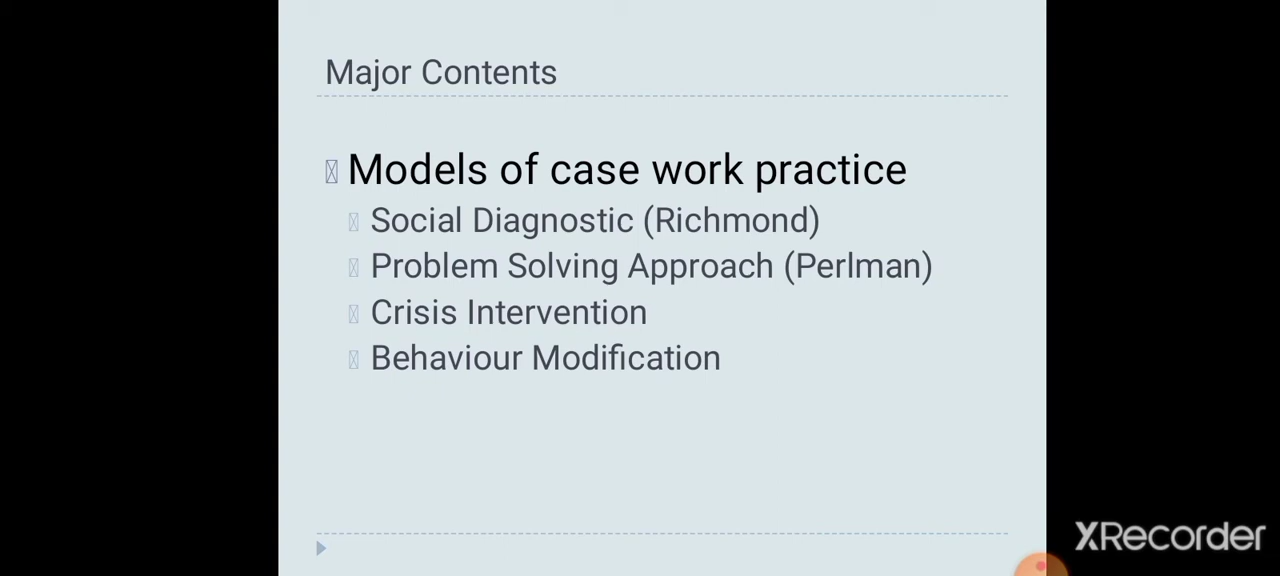 Major Contents
Models of case work practice
Social Diagnostic (Richmond)
Problem Solving Approach (Perlman)
Crisis Intervention
Behaviour Modification
XRecorder